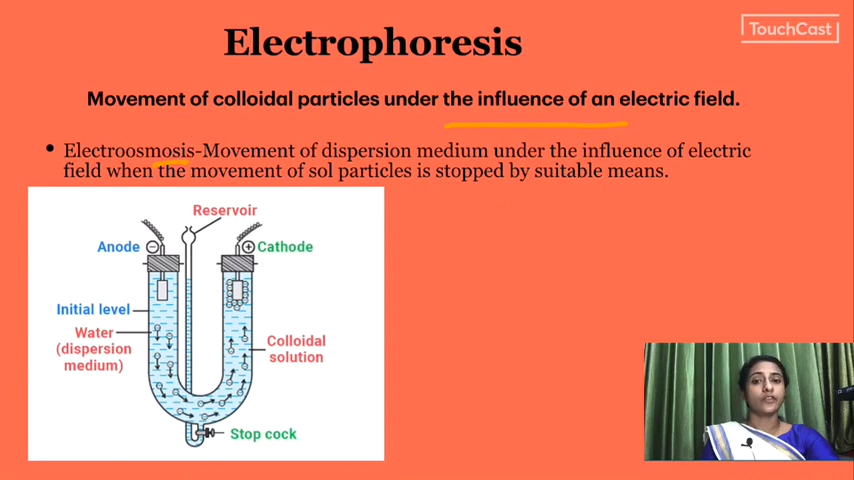 Electrophoresis
TouchCast
Movement of colloidal particles under the influence of an electric field.
• Electroosmosis-Movement of dispersion medium under the influence of electric
field when the movement of sol particles is stopped by suitable means.
Reservoir
Anode
Cathode
Initial level
Water
(dispersion
medium)
Colloidal
solution
Stop cock